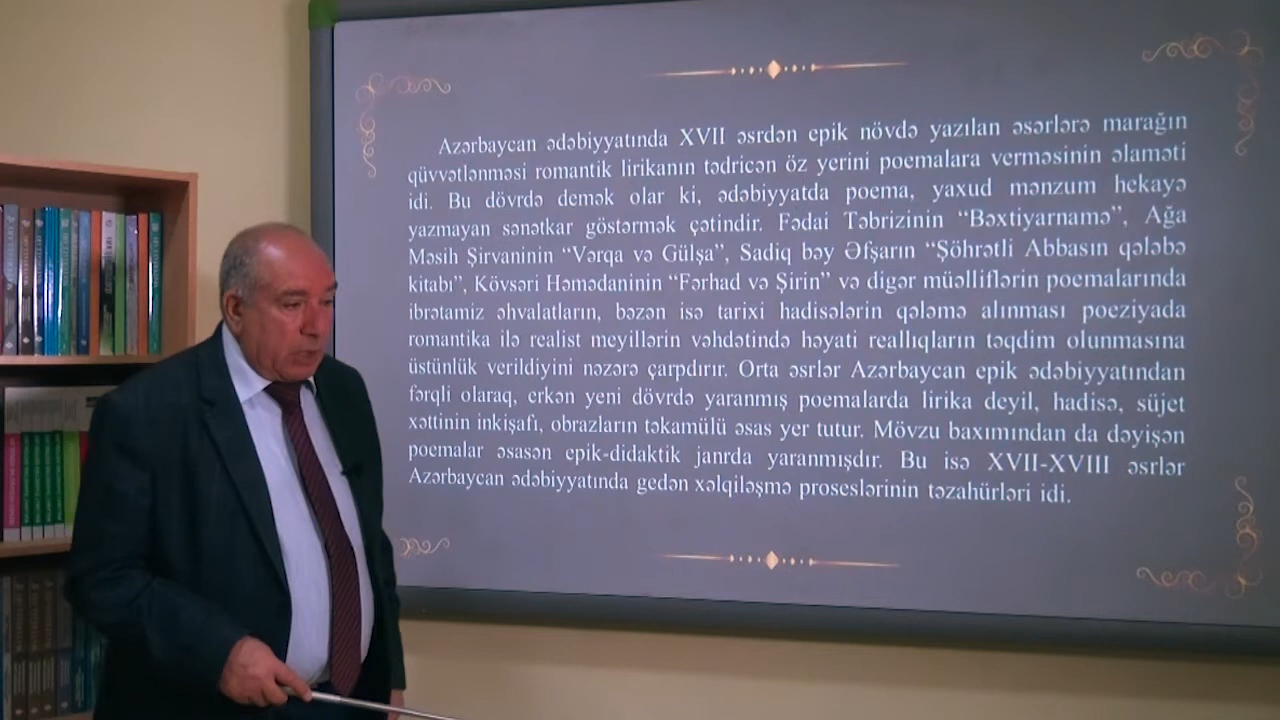 Azərbaycan ədəbiyyatında XVII əsrdən epik növdə yazılan əsərlərə marağın
qüvvətlənməsi romantik lirikanın tədricən öz yerini poemalara verməsinin əlaməti
idi. Bu dövrdə demək olar ki, ədəbiyyatda poema, yaxud mənzum hekayə
yazmayan sənətkar göstərmək çətindir. Fədai Təbrizinin “Bəxtiyarnamə”, Ağa
Məsih Şirvaninin “Vərqa və Gülşa”, Sadiq bəy Əfşarın “Şöhrətli Abbasın qələbə
kitabı”, Kövsəri Həmədaninin “Fərhad və Şirin” və digər müəlliflərin poemalarında
ibrətamiz əhvalatların, bəzən isə tarixi hadisələrin qələmə alınması poeziyada
romantika ilə realist meyillərin vəhdətində həyati reallıqların təqdim olunmasına
üstünlük verildiyini nəzərə çarpdırır. Orta əsrlər Azərbaycan epik ədəbiyyatından
fərqli olaraq, erkən yeni dövrdə yaranmış poemalarda lirika deyil, hadisə, süjet
xəttinin inkişafı, obrazların təkamülü əsas yer tutur. Mövzu baxımından da dəyişən
poemalar əsasən epik-didaktik janrda yaranmışdır. Bu isə XVII-XVIII əsrlər
Azərbaycan ədəbiyyatında gedən xəlqiləşmə proseslərinin təzahürləri idi.